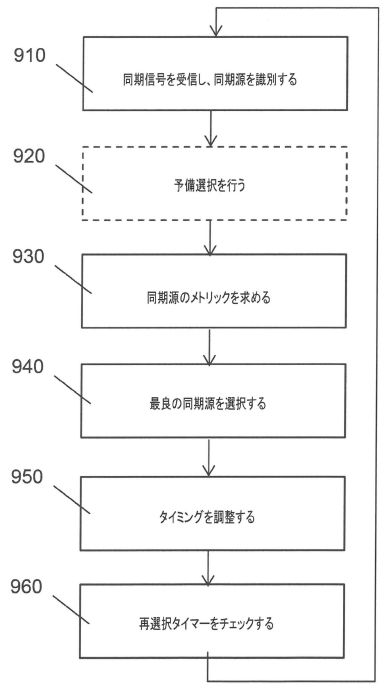 910
同期信号を受信し、同期源を識別する
920
予備選択を行う
930
同期源のメトリックを求める
940
最良の同期源を選択する
950
タイミングを調整する
960
再選択タイマーをチェックする